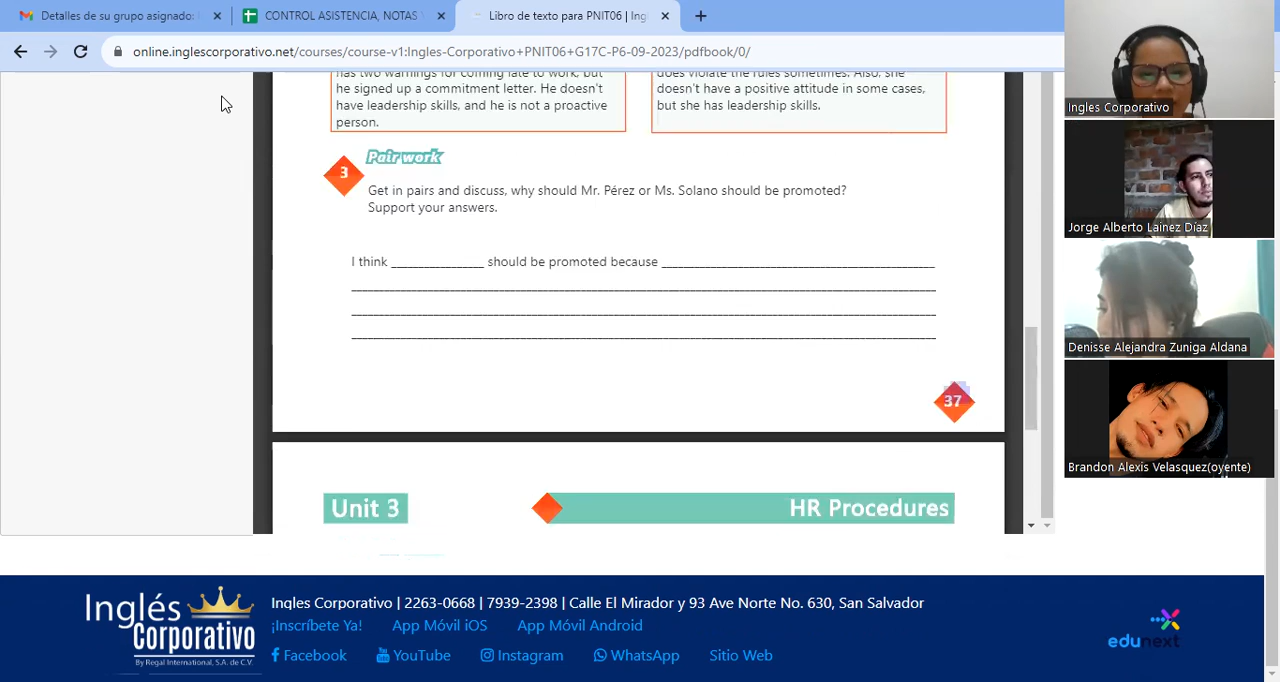 Detalles de su grupo asignado:
CONTROL ASISTENCIA, NOTAS Y
Libro de texto para PNIT06 | Ing
online.inglescorporativo.net/courses/course-v1:Ingles-Corporativo+PNIT06+G17C-P6-09-2023/pdfbook/0/
has two warnings for coming late to work, but
he signed up a commitment letter. He doesn't
have leadership skills, and he is not a proactive
person.
does violate the rules sometimes. Also, she
doesn't have a positive attitude in some cases,
but she has leadership skills.
3
Pair work
Get in pairs and discuss, why should Mr. Pérez or Ms. Solano should be promoted?
Support your answers.
I think ________________ should be promoted because ________________
37
Unit 3
HR Procedures
Ingles Corporativo
Jorge Alberto Laínez Díaz
Denisse Alejandra Zuniga Aldana
Brandon Alexis Velasquez(oyente)
Inglés
Corporativo
By Regal International, S.A. de C.V.
Ingles Corporativo | 2263-0668 | 7939-2398 | Calle El Mirador y 93 Ave Norte No. 630, San Salvador
¡Inscríbete Ya! App Móvil iOS App Móvil Android
Facebook YouTube Instagram WhatsApp Sitio Web
edunext